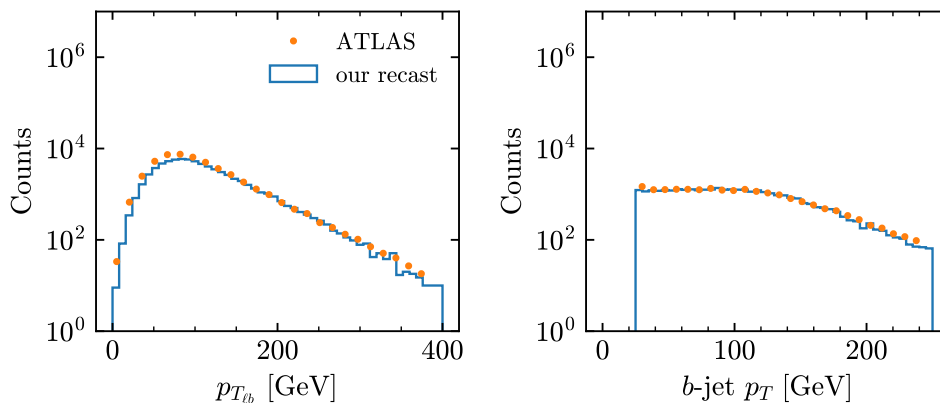 Counts
10^6
10^4
10^2
10^0
ATLAS
our recast
0
200
400
p_{T_{ℓb}} [GeV]
Counts
10^6
10^4
10^2
10^0
0
100
200
b-jet p_T [GeV]